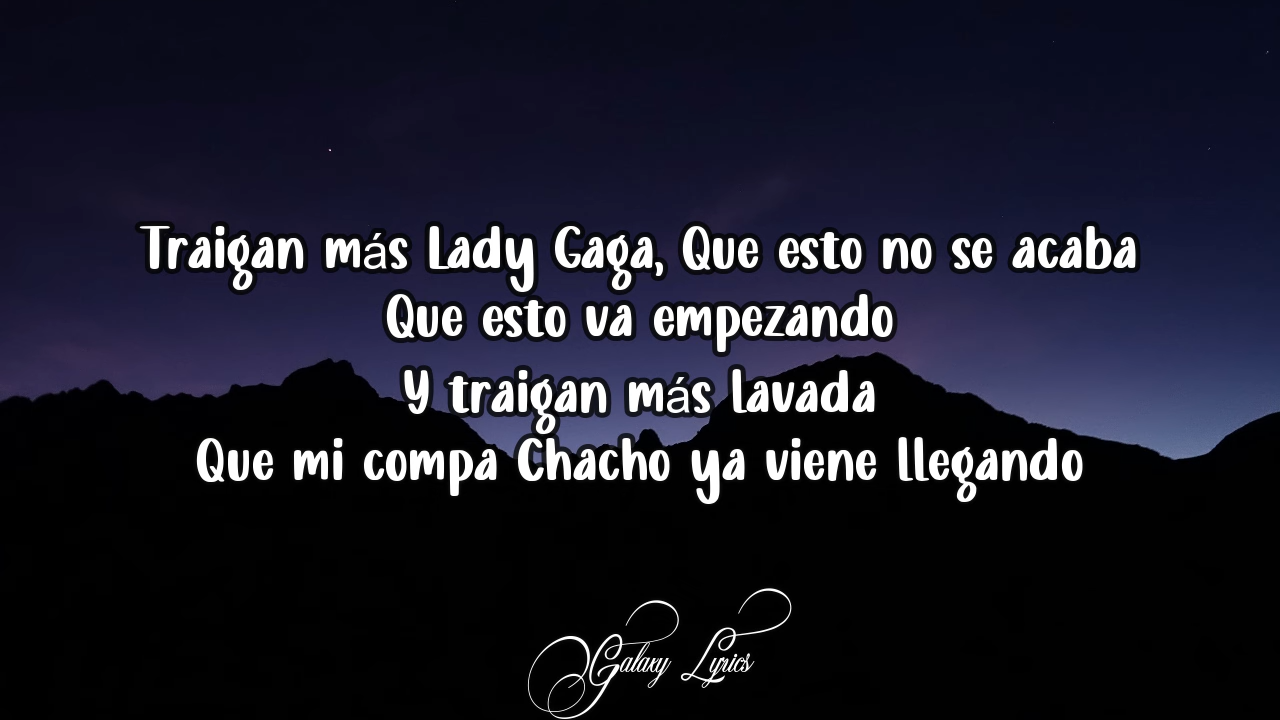 Traigan más Lady Gaga, Que esto no se acaba
Que esto va empezando
Y traigan más lavada
Que mi compa Chacho ya viene llegando
Galaxy Lyrics